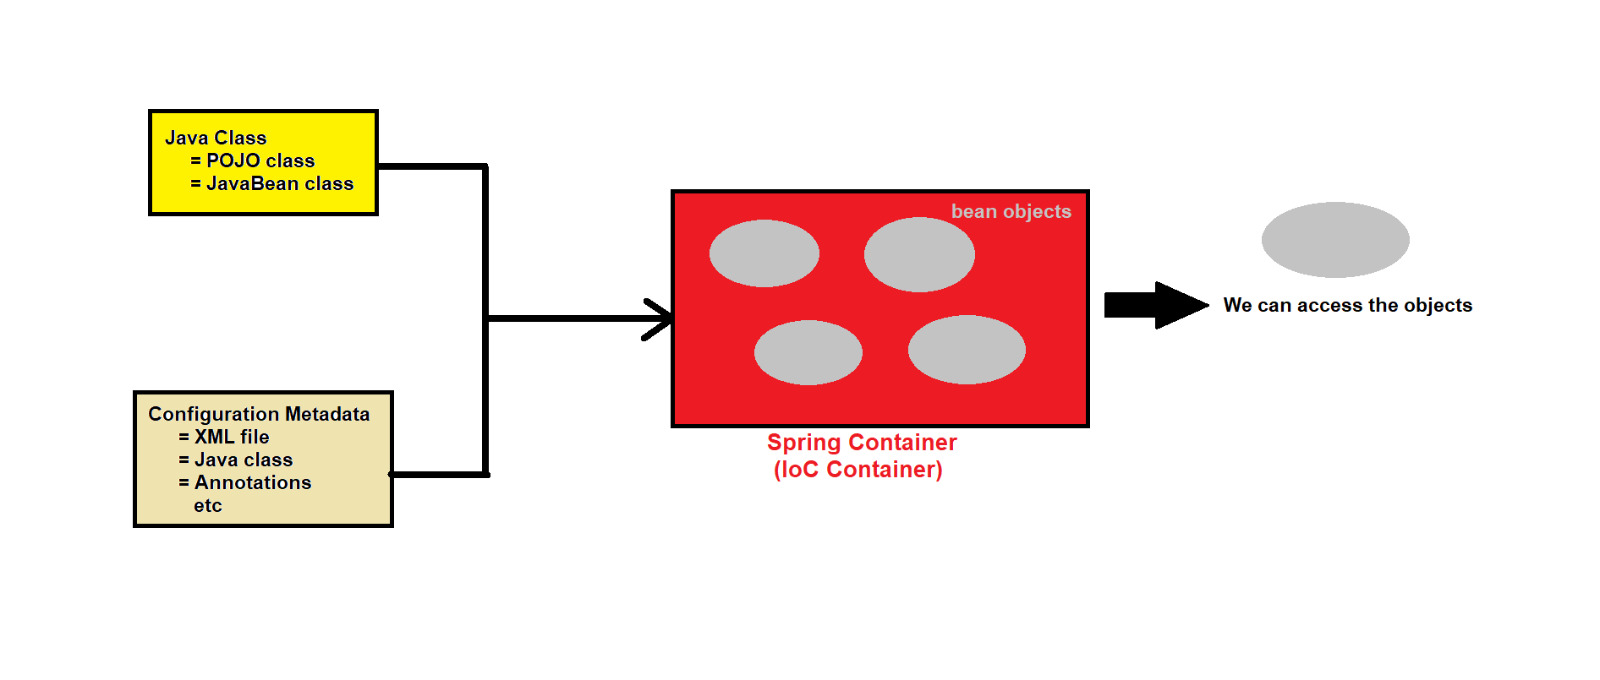 Java Class
= POJO class
= JavaBean class
Configuration Metadata
= XML file
= Java class
= Annotations
etc
bean objects
Spring Container
(IoC Container)
We can access the objects